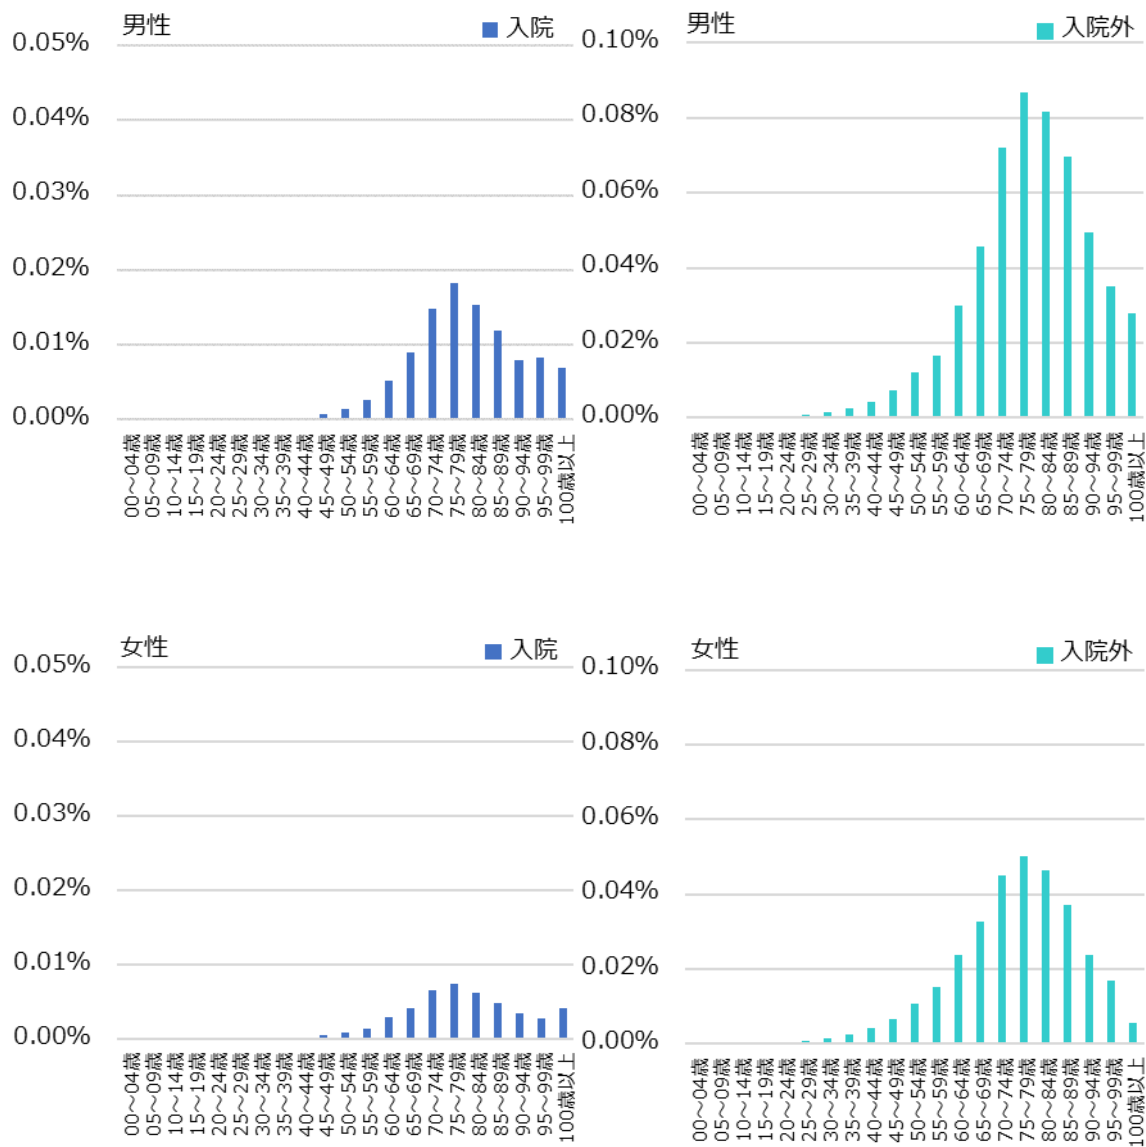 男性
入院
0.05%
0.04%
0.03%
0.02%
0.01%
0.00%
00～04歳
05～09歳
10～14歳
15～19歳
20～24歳
25～29歳
30～34歳
35～39歳
40～44歳
45～49歳
50～54歳
55～59歳
60～64歳
65～69歳
70～74歳
75～79歳
80～84歳
85～89歳
90～94歳
95～99歳
100歳以上
男性
入院外
0.10%
0.08%
0.06%
0.04%
0.02%
0.00%
00～04歳
05～09歳
10～14歳
15～19歳
20～24歳
25～29歳
30～34歳
35～39歳
40～44歳
45～49歳
50～54歳
55～59歳
60～64歳
65～69歳
70～74歳
75～79歳
80～84歳
85～89歳
90～94歳
95～99歳
100歳以上
女性
入院
0.05%
0.04%
0.03%
0.02%
0.01%
0.00%
00～04歳
05～09歳
10～14歳
15～19歳
20～24歳
25～29歳
30～34歳
35～39歳
40～44歳
45～49歳
50～54歳
55～59歳
60～64歳
65～69歳
70～74歳
75～79歳
80～84歳
85～89歳
90～94歳
95～99歳
100歳以上
女性
入院外
0.10%
0.08%
0.06%
0.04%
0.02%
0.00%
00～04歳
05～09歳
10～14歳
15～19歳
20～24歳
25～29歳
30～34歳
35～39歳
40～44歳
45～49歳
50～54歳
55～59歳
60～64歳
65～69歳
70～74歳
75～79歳
80～84歳
85～89歳
90～94歳
95～99歳
100歳以上